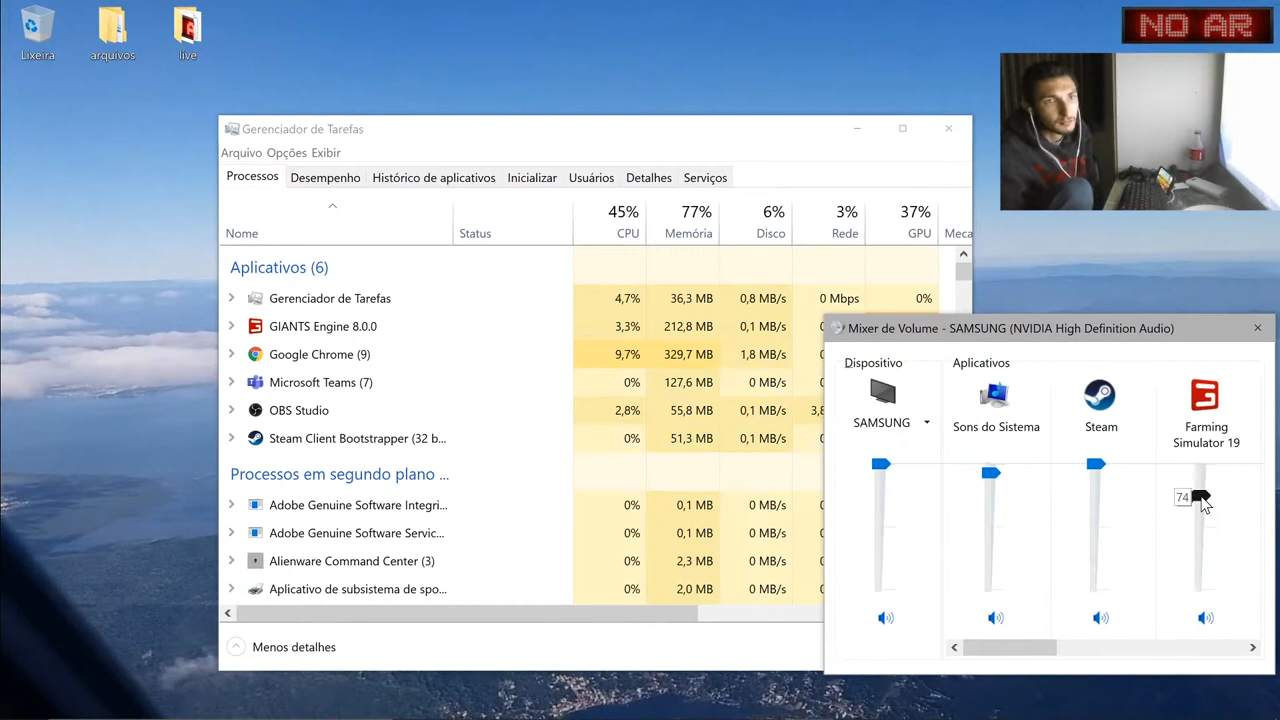 Lixeira
arquivos
live
NO AR
Gerenciador de Tarefas
Arquivo Opções Exibir
Processos Desempenho Histórico de aplicativos Inicializar Usuários Detalhes Serviços
45% 77% 6% 3% 37%
Nome Status CPU Memória Disco Rede GPU Meca
Aplicativos (6)
Gerenciador de Tarefas 4,7% 36,3 MB 0,8 MB/s 0 Mbps 0%
GIANTS Engine 8.0.0 3,3% 212,8 MB 0,1 MB/s
Google Chrome (9) 9,7% 329,7 MB 1,8 MB/s
Microsoft Teams (7) 0% 127,6 MB 0 MB/s
OBS Studio 2,8% 55,8 MB 0,1 MB/s 3,8
Steam Client Bootstrapper (32 b... 0% 51,3 MB 0,1 MB/s
Processos em segundo plano ...
Adobe Genuine Software Integri... 0% 0,1 MB 0 MB/s
Adobe Genuine Software Servic... 0% 0,1 MB 0 MB/s
Alienware Command Center (3) 0% 2,3 MB 0 MB/s
Aplicativo de subsistema de spo... 0% 2,0 MB 0 MB/s
Menos detalhes
Mixer de Volume - SAMSUNG (NVIDIA High Definition Audio)
Dispositivo Aplicativos
SAMSUNG
Sons do Sistema
Steam
Farming
Simulator 19
74